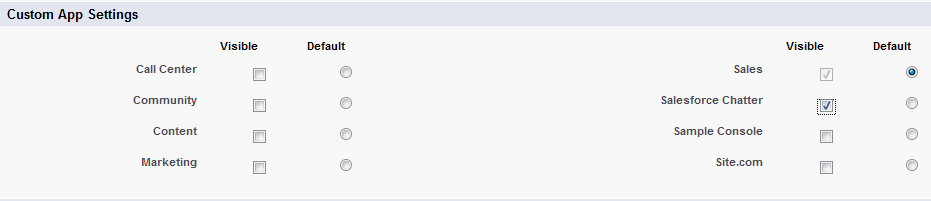 Custom App Settings
Visible Default Visible Default
Call Center Sales
Community Salesforce Chatter
Content Sample Console
Marketing Site.com